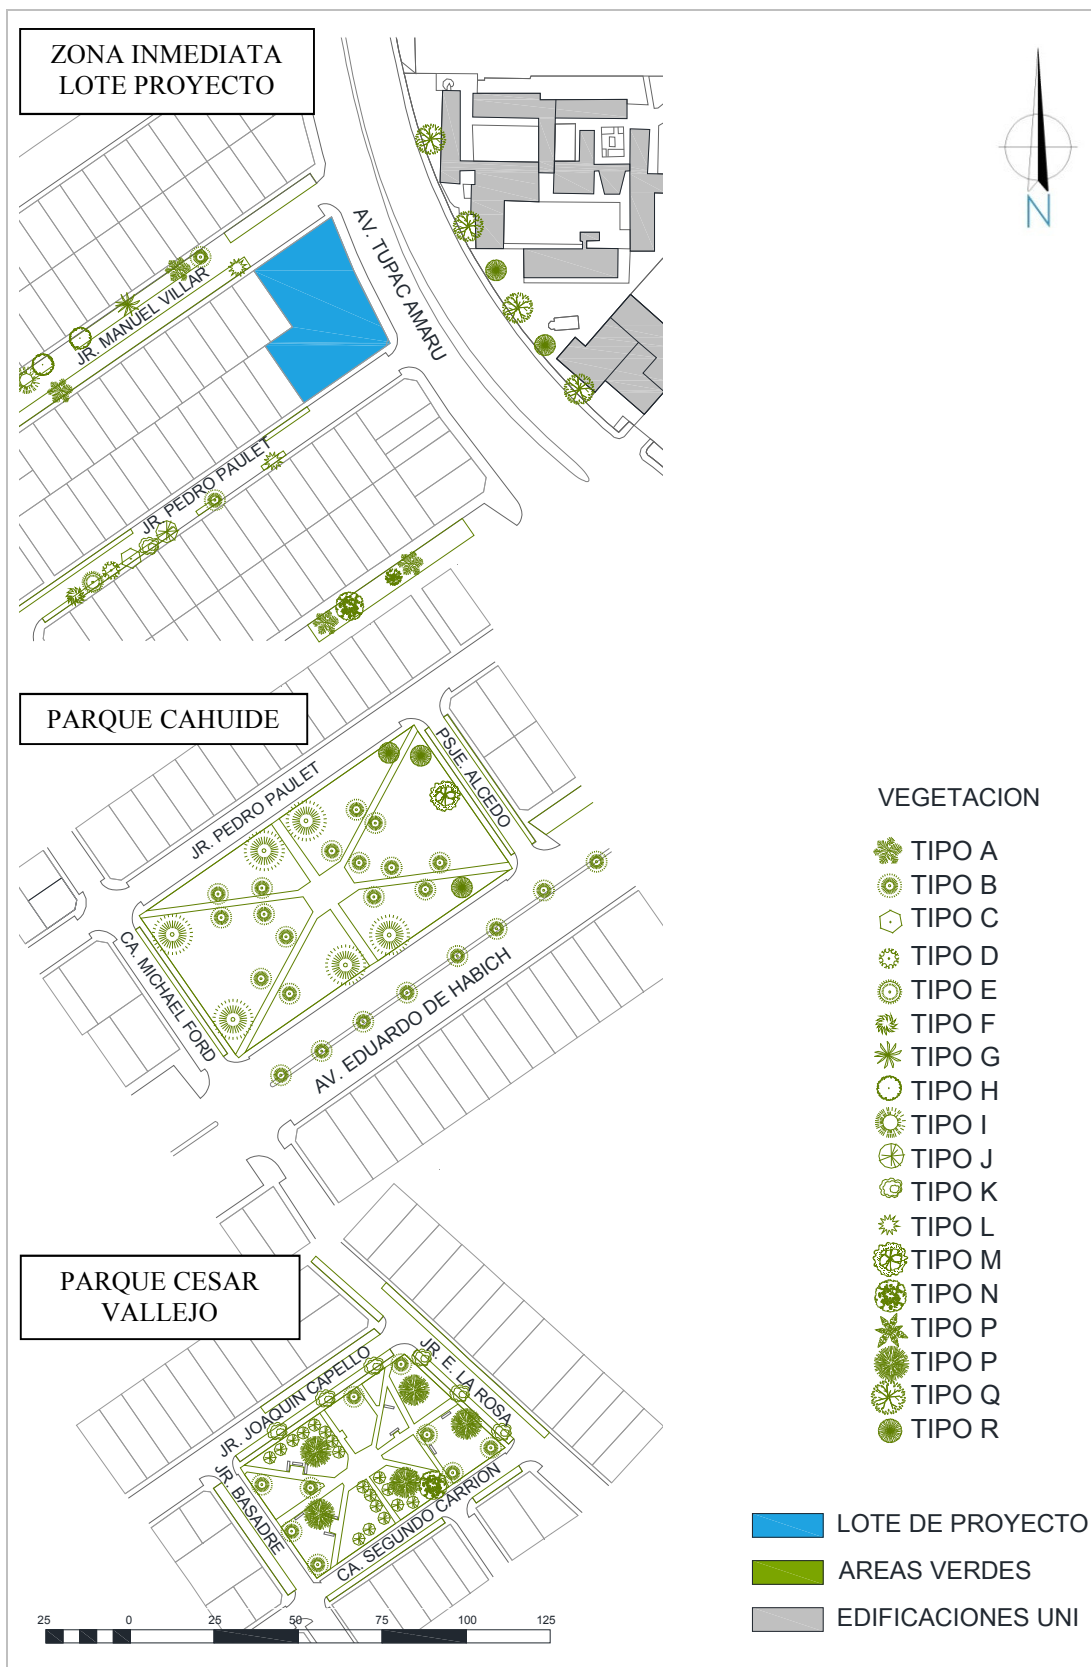 ZONA INMEDIATA
LOTE PROYECTO
N
AV. TUPAC AMARU
JR. MANUEL VILLAR
JR. PEDRO PAULET
PARQUE CAHUIDE
JR. PEDRO PAULET
PSJE. ALCEDO
CA. MICHAEL FORD
AV. EDUARDO DE HABICH
PARQUE CESAR
VALLEJO
JR. JOAQUIN CAPELLO
JR. E. LA ROSA
JR. BASADRE
CA. SEGUNDO CARRION
25 0 25 50 75 100 125
VEGETACION
TIPO A
TIPO B
TIPO C
TIPO D
TIPO E
TIPO F
TIPO G
TIPO H
TIPO I
TIPO J
TIPO K
TIPO L
TIPO M
TIPO N
TIPO P
TIPO P
TIPO Q
TIPO R
LOTE DE PROYECTO
AREAS VERDES
EDIFICACIONES UNI